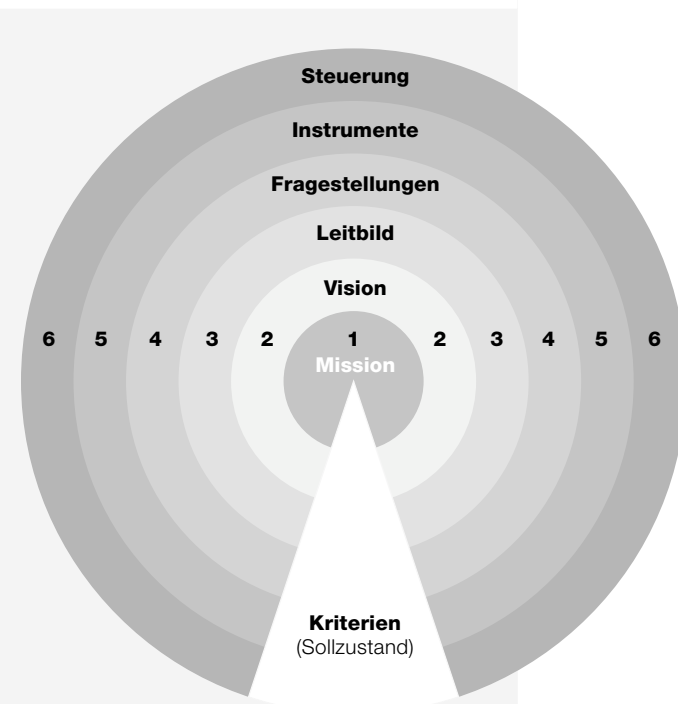 Steuerung
Instrumente
Fragestellungen
Leitbild
Vision
6 5 4 3 2 1 2 3 4 5 6
Mission
Kriterien
(Sollzustand)